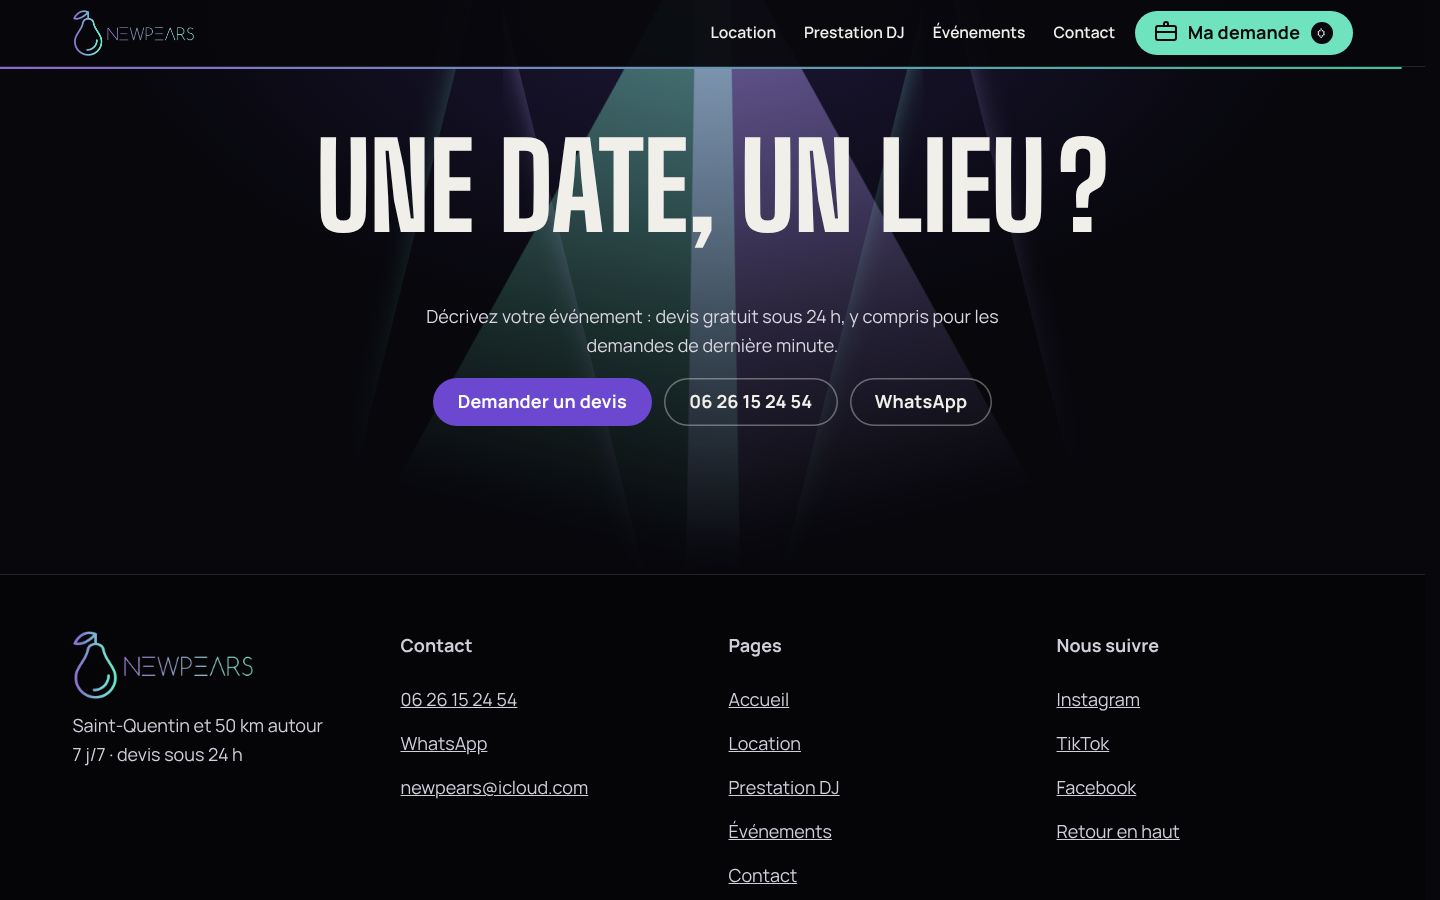 NEWPEARS
Location
Prestation DJ
Événements
Contact
Ma demande
UNE DATE, UN LIEU ?
Décrivez votre événement : devis gratuit sous 24 h, y compris pour les
demandes de dernière minute.
Demander un devis
06 26 15 24 54
WhatsApp
NEWPEARS
Saint-Quentin et 50 km autour
7 j/7 · devis sous 24 h
Contact
06 26 15 24 54
WhatsApp
newpears@icloud.com
Pages
Accueil
Location
Prestation DJ
Événements
Contact
Nous suivre
Instagram
TikTok
Facebook
Retour en haut